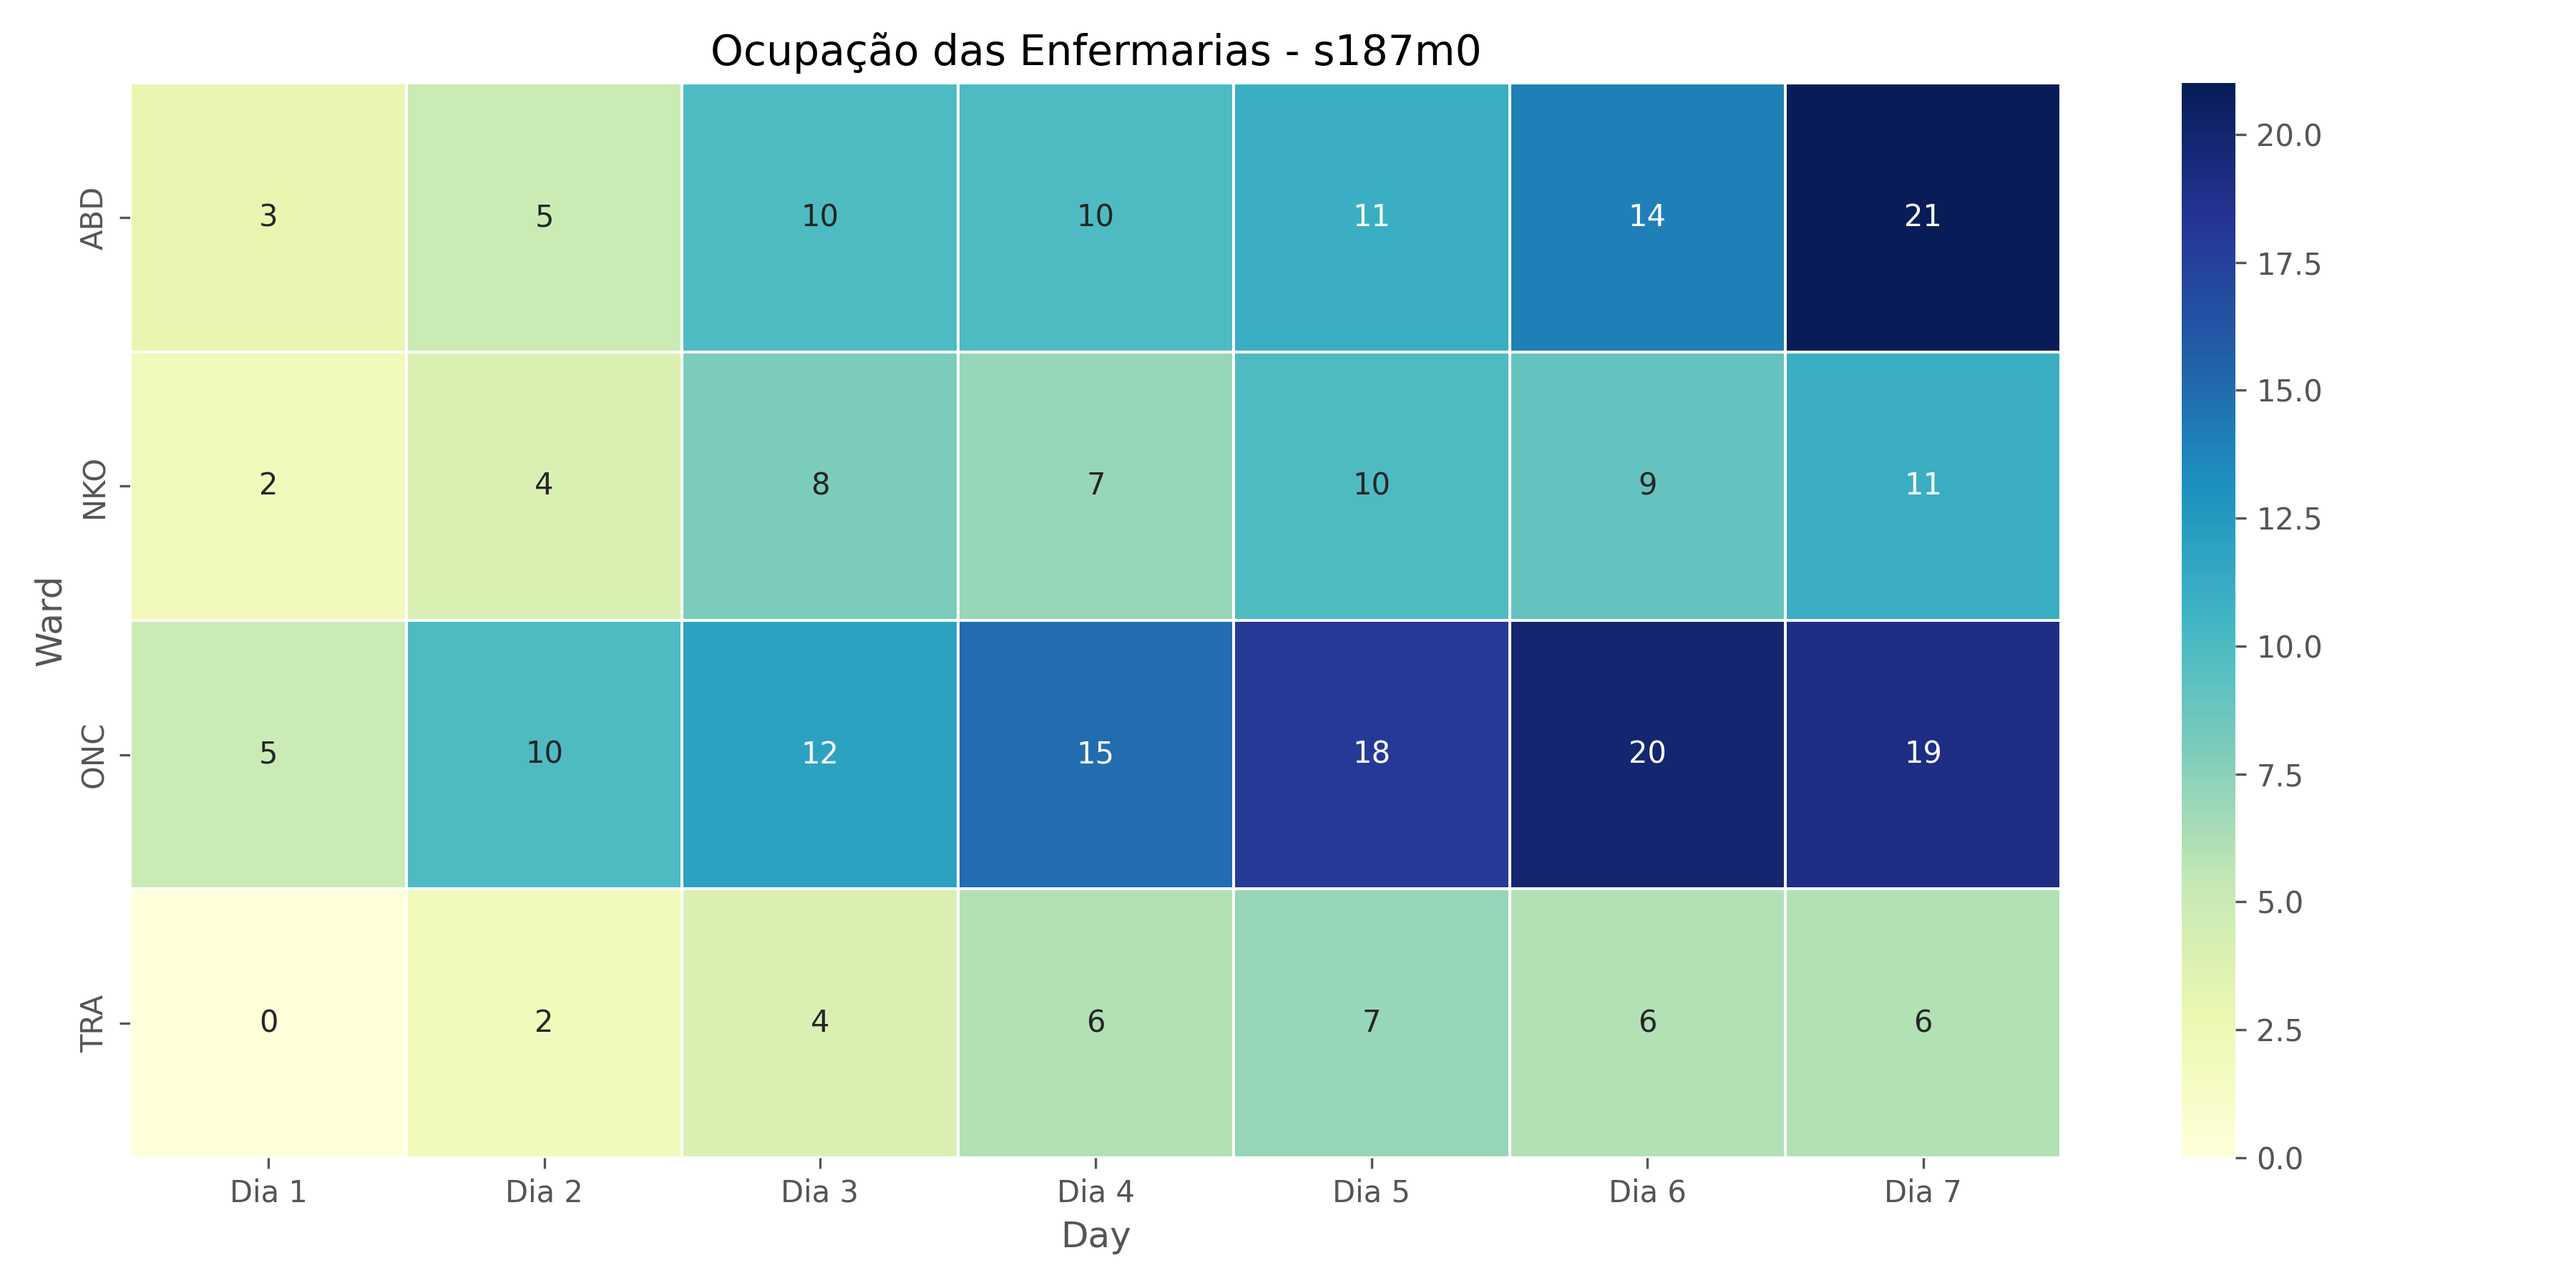 Ocupação das Enfermarias - s187m0
Ward
ABD 3 5 10 10 11 14 21
NKO 2 4 8 7 10 9 11
ONC 5 10 12 15 18 20 19
TRA 0 2 4 6 7 6 6
Dia 1 Dia 2 Dia 3 Dia 4 Dia 5 Dia 6 Dia 7
Day
20.0
17.5
15.0
12.5
10.0
7.5
5.0
2.5
0.0